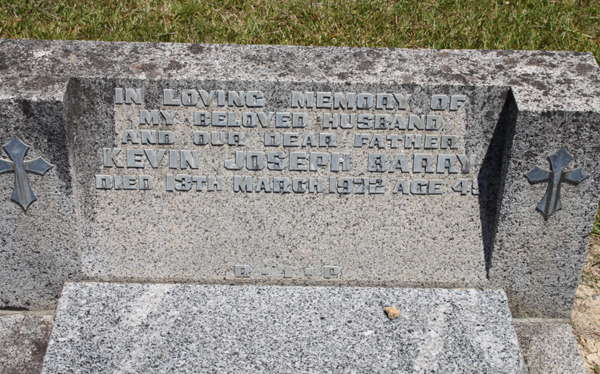 IN LOVING MEMORY OF
MY BELOVED HUSBAND
AND OUR DEAR FATHER
KEVIN JOSEPH BARRY
DIED 13TH MARCH 1972 AGE
R.I.P